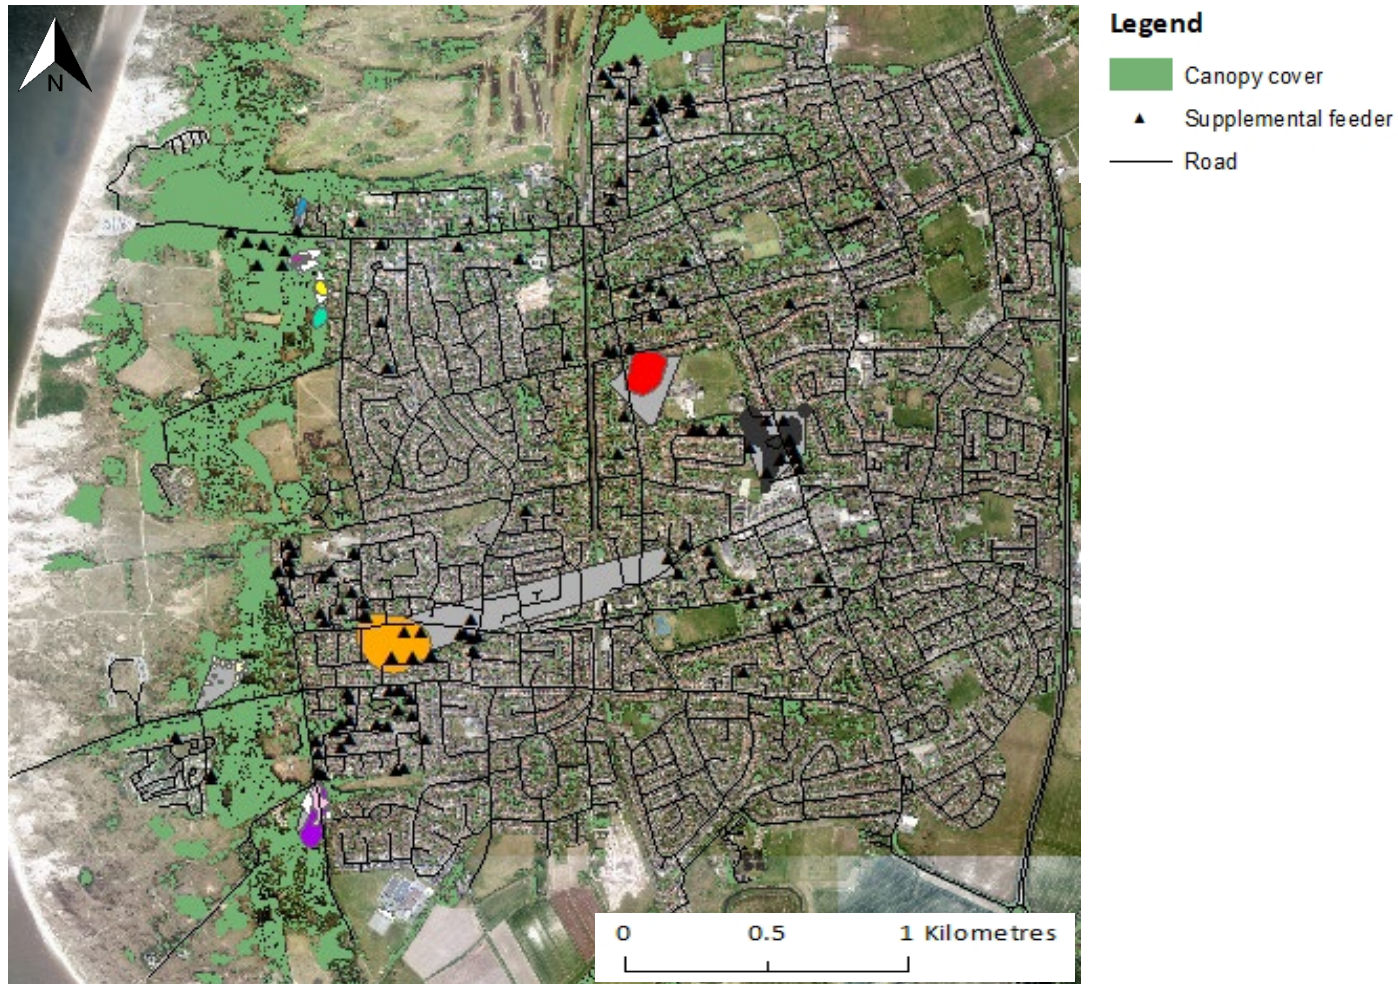 N
Legend
Canopy cover
Supplemental feeder
Road
0 0.5 1 Kilometres